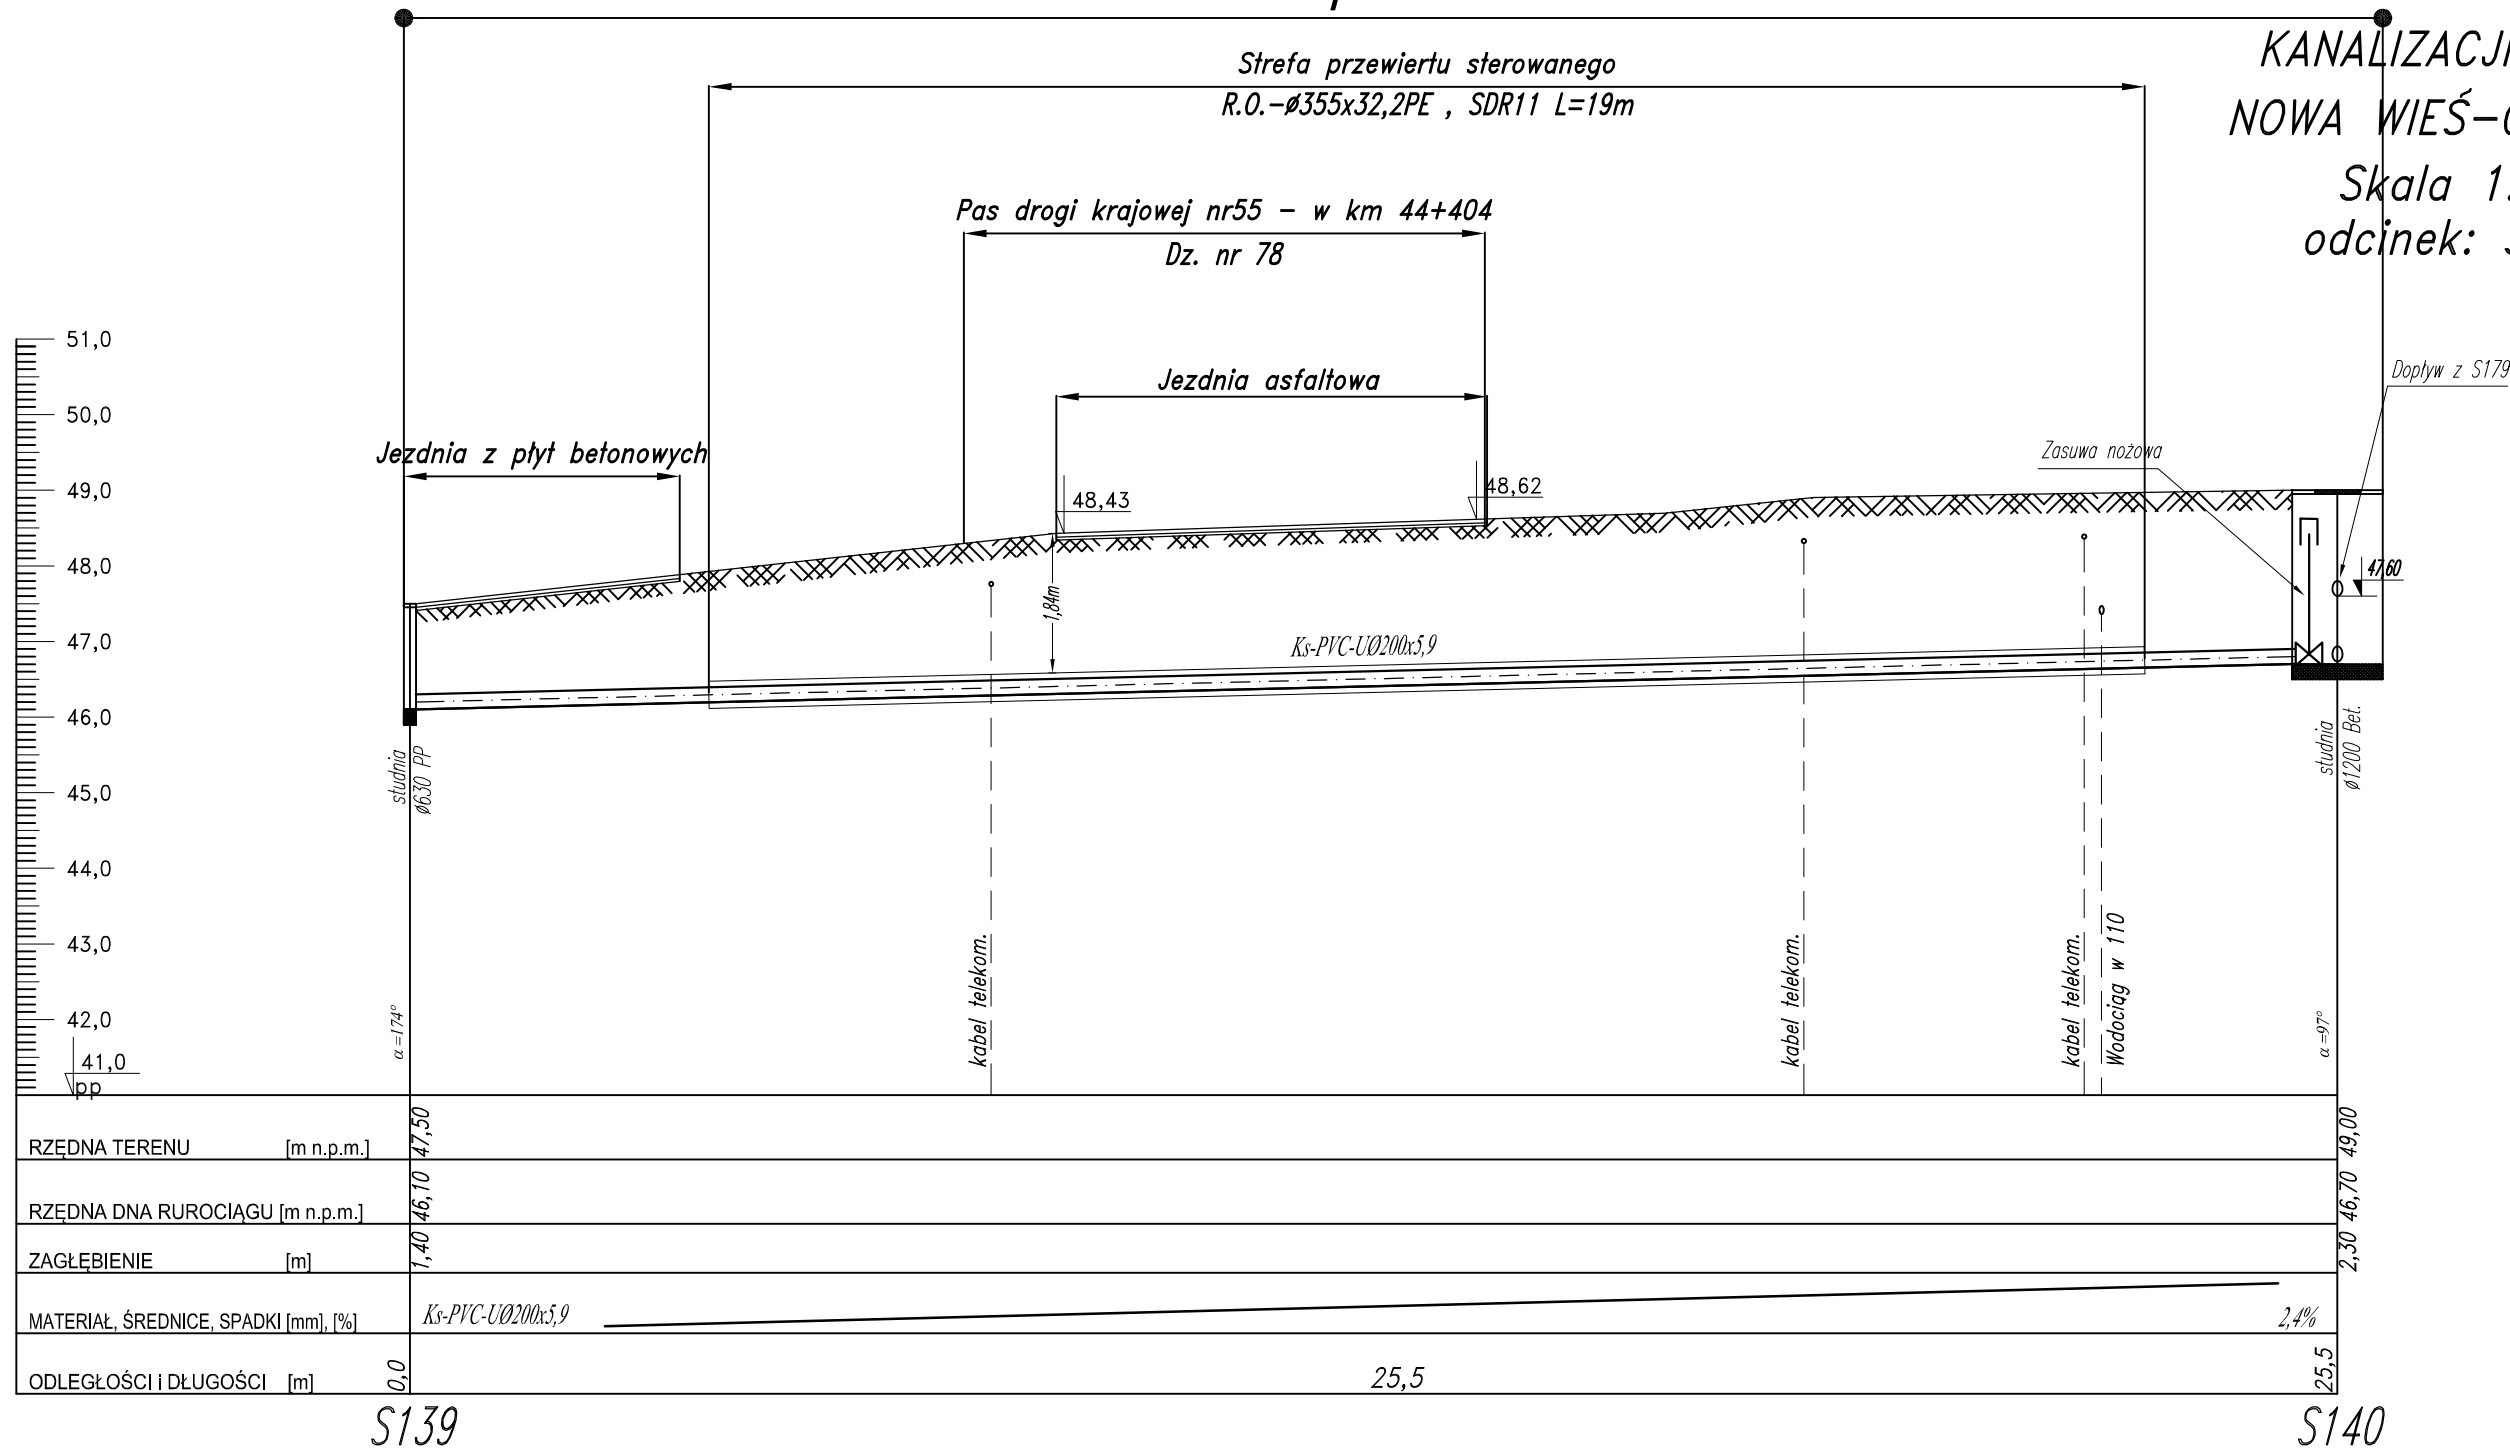 KANALIZACJI
NOWA WIEŚ-
Skala 1:
odcinek:
Strefa przewiertu sterowanego
R.O.-ø355x32,2PE , SDR11 L=19m
Pas drogi krajowej nr55 - w km 44+404
Dz. nr 78
Jezdnia asfaltowa
Jezdnia z płyt betonowych
Dopływ z S179
Zasuwa nożowa
51,0
50,0
49,0
48,0
47,0
46,0
45,0
44,0
43,0
42,0
41,0
pp
48,43
48,62
47,60
1,84m
Ks-PVC-UØ200x5,9
studnia
ø630 PP
studnia
ø1200 Bet.
α=174°
α=97°
kabel telekom.
kabel telekom.
kabel telekom.
Wodociąg w 110
RZĘDNA TERENU [m n.p.m.] 47,50 49,00
RZĘDNA DNA RUROCIĄGU [m n.p.m.] 46,10 46,70
ZAGŁĘBIENIE [m] 1,40 2,30
MATERIAŁ, ŚREDNICE, SPADKI [mm], [%] Ks-PVC-UØ200x5,9 2,4%
ODLEGŁOŚCI i DŁUGOŚCI [m] 0,0 25,5 25,5
S139 S140